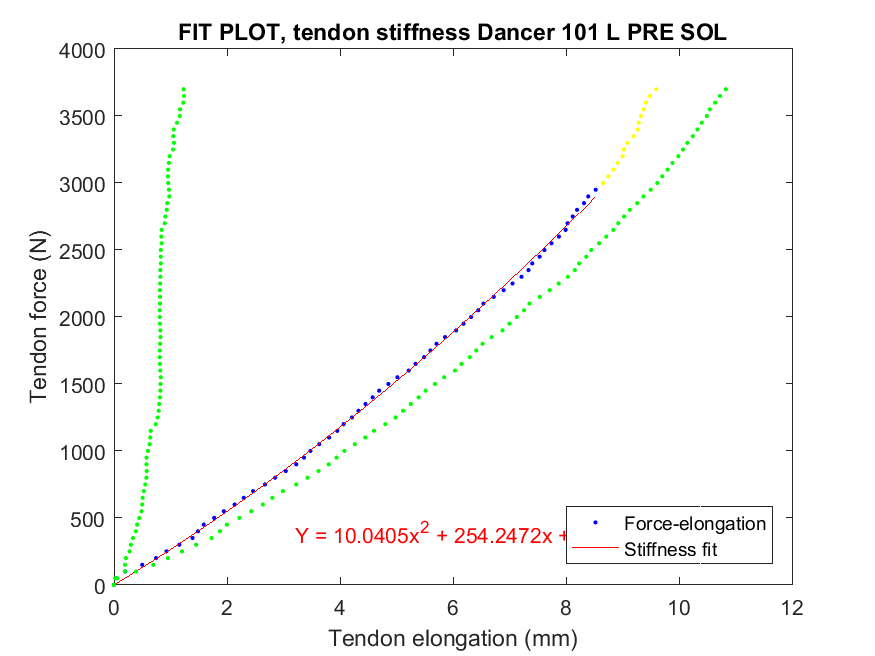 FIT PLOT, tendon stiffness Dancer 101 L PRE SOL
4000
3500
3000
2500
2000
1500
1000
500
0
Tendon force (N)
Y = 10.0405x² + 254.2472x +
Force-elongation
Stiffness fit
0 2 4 6 8 10 12
Tendon elongation (mm)